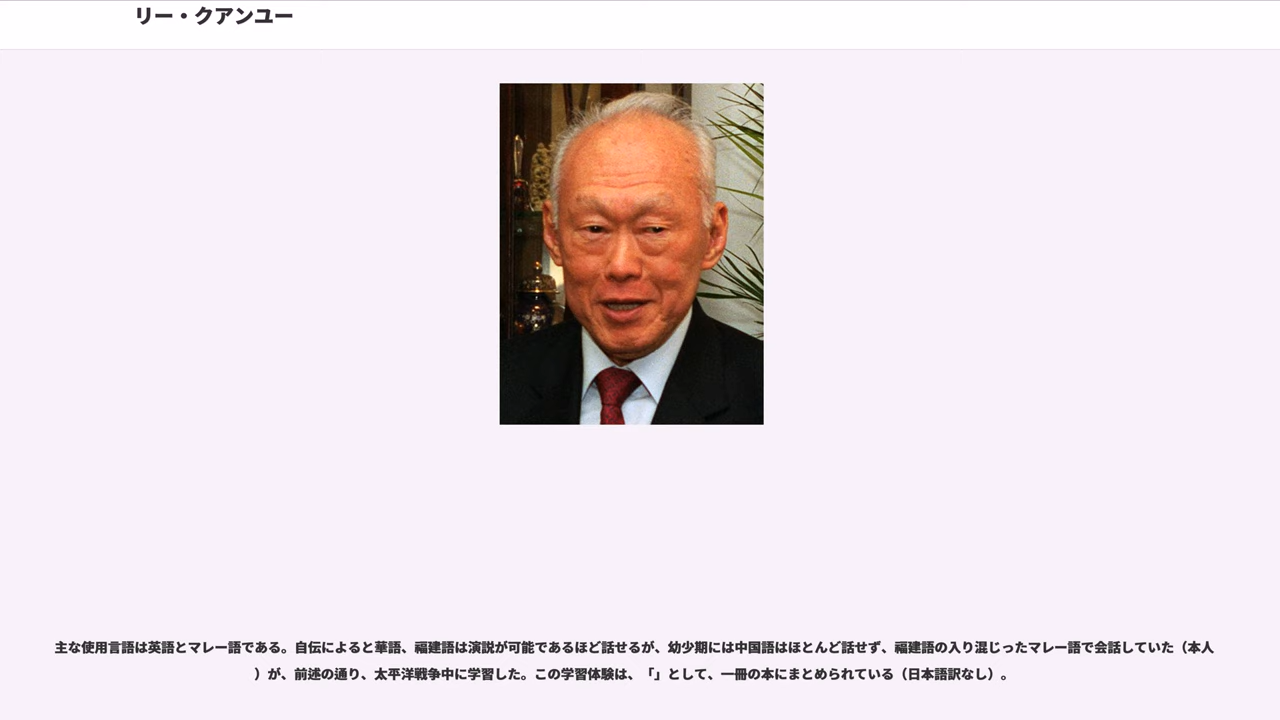 リー・クアンユー
主な使用言語は英語とマレー語である。自伝によると華語、福建語は演説が可能であるほど話せるが、幼少期には中国語はほとんど話せず、福建語の入り混じったマレー語で会話していた（本人
）が、前述の通り、太平洋戦争中に学習した。この学習体験は、「」として、一冊の本にまとめられている（日本語訳なし）。